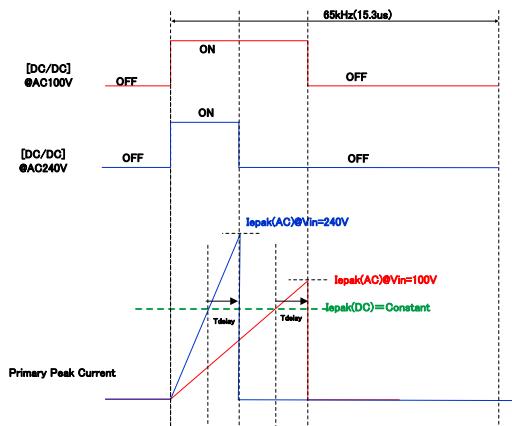 65kHz(15.3us)
ON
[DC/DC]
@AC100V
OFF
OFF
ON
[DC/DC]
@AC240V
OFF
OFF
Iepak(AC)@Vin=240V
Iepak(AC)@Vin=100V
Iepak(DC)=Constant
Tdelay
Tdelay
Primary Peak Current